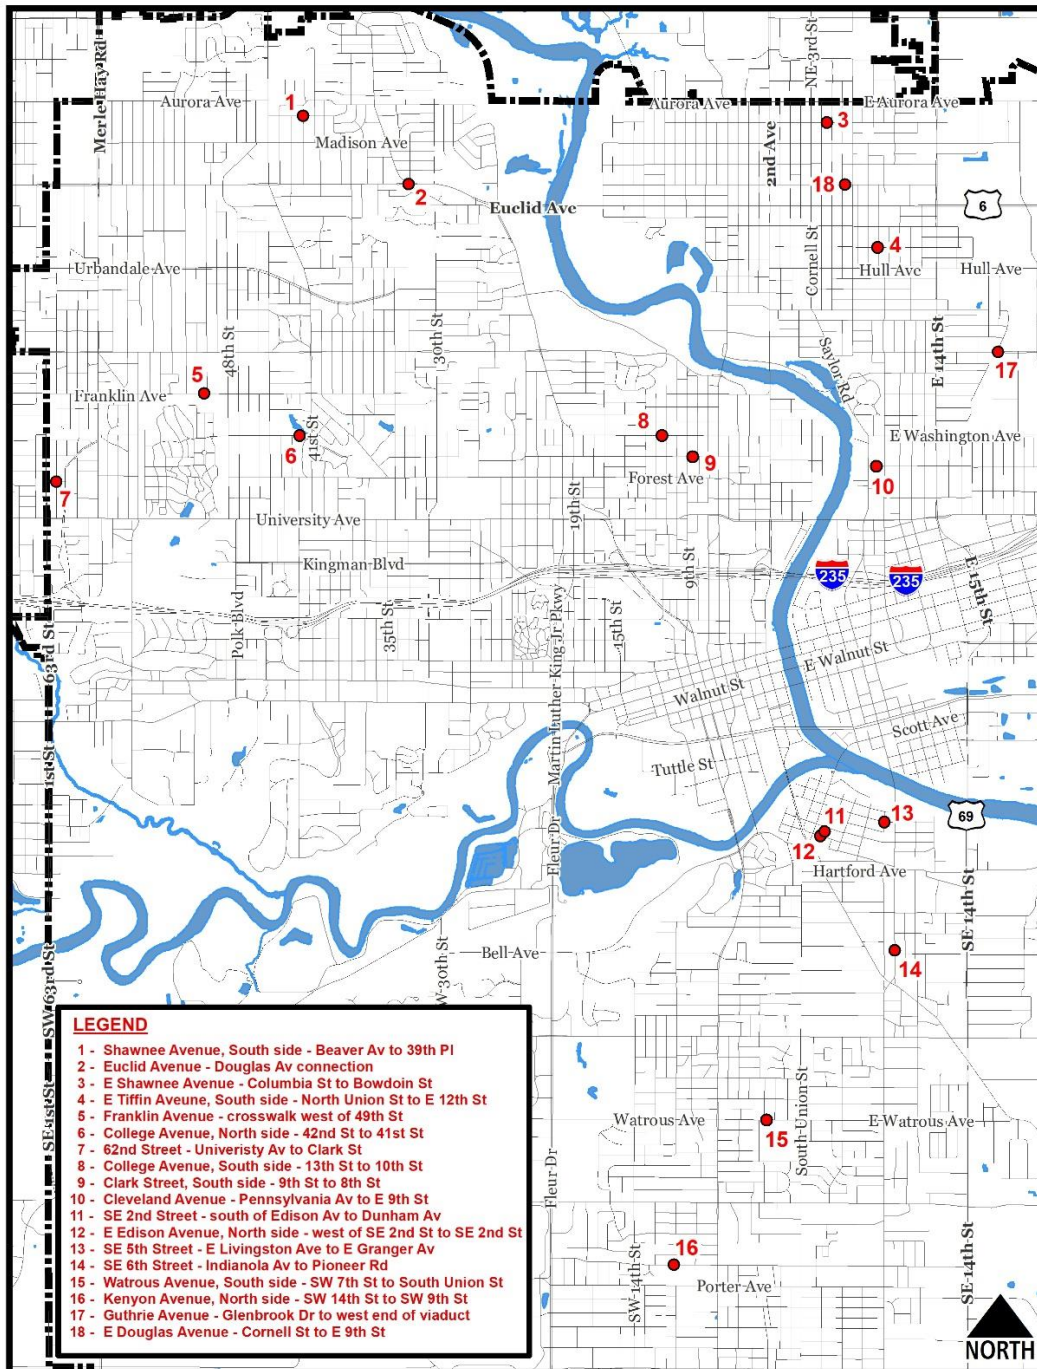 Merle Hay Rd
NE 3rd St
Aurora Ave
Aurora Ave
E Aurora Ave
1
3
Madison Ave
2nd Ave
2
18
Euclid Ave
6
Cornell St
4
Urbandale Ave
Hull Ave
Hull Ave
48th St
30th St
Saylor Rd
E 14th St
17
5
Franklin Ave
8
41st St
6
E Washington Ave
9
Forest Ave
10
7
19th St
University Ave
Kingman Blvd
9th St
235
235
E 15th St
63rd St
Polk Blvd
35th St
Martin Luther King Jr Pkwy
15th St
E Walnut St
Walnut St
Scott Ave
1st St
Tuttle St
11
13
69
12
Fleur Dr
Hartford Ave
SW 63rd St
W 30th St
Bell Ave
SE 14th St
14
LEGEND
1 - Shawnee Avenue, South side - Beaver Av to 39th Pl
2 - Euclid Avenue - Douglas Av connection
3 - E Shawnee Avenue - Columbia St to Bowdoin St
4 - E Tiffin Aveune, South side - North Union St to E 12th St
5 - Franklin Avenue - crosswalk west of 49th St
6 - College Avenue, North side - 42nd St to 41st St
7 - 62nd Street - Univeristy Av to Clark St
8 - College Avenue, South side - 13th St to 10th St
9 - Clark Street, South side - 9th St to 8th St
10 - Cleveland Avenue - Pennsylvania Av to E 9th St
11 - SE 2nd Street - south of Edison Av to Dunham Av
12 - E Edison Avenue, North side - west of SE 2nd St to SE 2nd St
13 - SE 5th Street - E Livingston Ave to E Granger Av
14 - SE 6th Street - Indianola Av to Pioneer Rd
15 - Watrous Avenue, South side - SW 7th St to South Union St
16 - Kenyon Avenue, North side - SW 14th St to SW 9th St
17 - Guthrie Avenue - Glenbrook Dr to west end of viaduct
18 - E Douglas Avenue - Cornell St to E 9th St
SE 1st St
Watrous Ave
15
South Union St
E Watrous Ave
Fleur Dr
16
SW 14th St
Porter Ave
SE 14th St
NORTH